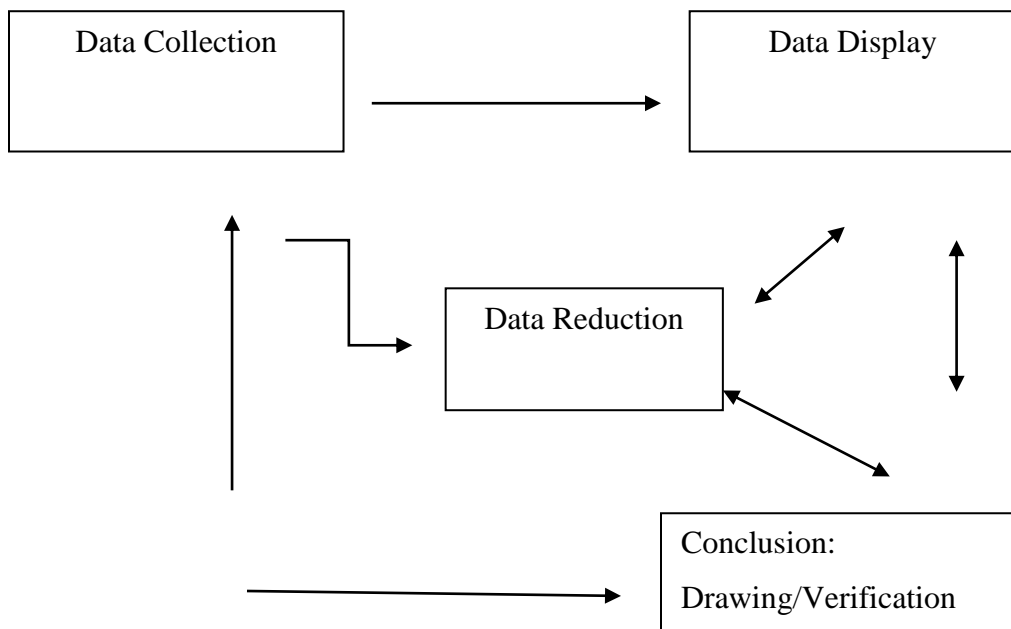 Data Collection
Data Display
Data Reduction
Conclusion:
Drawing/Verification